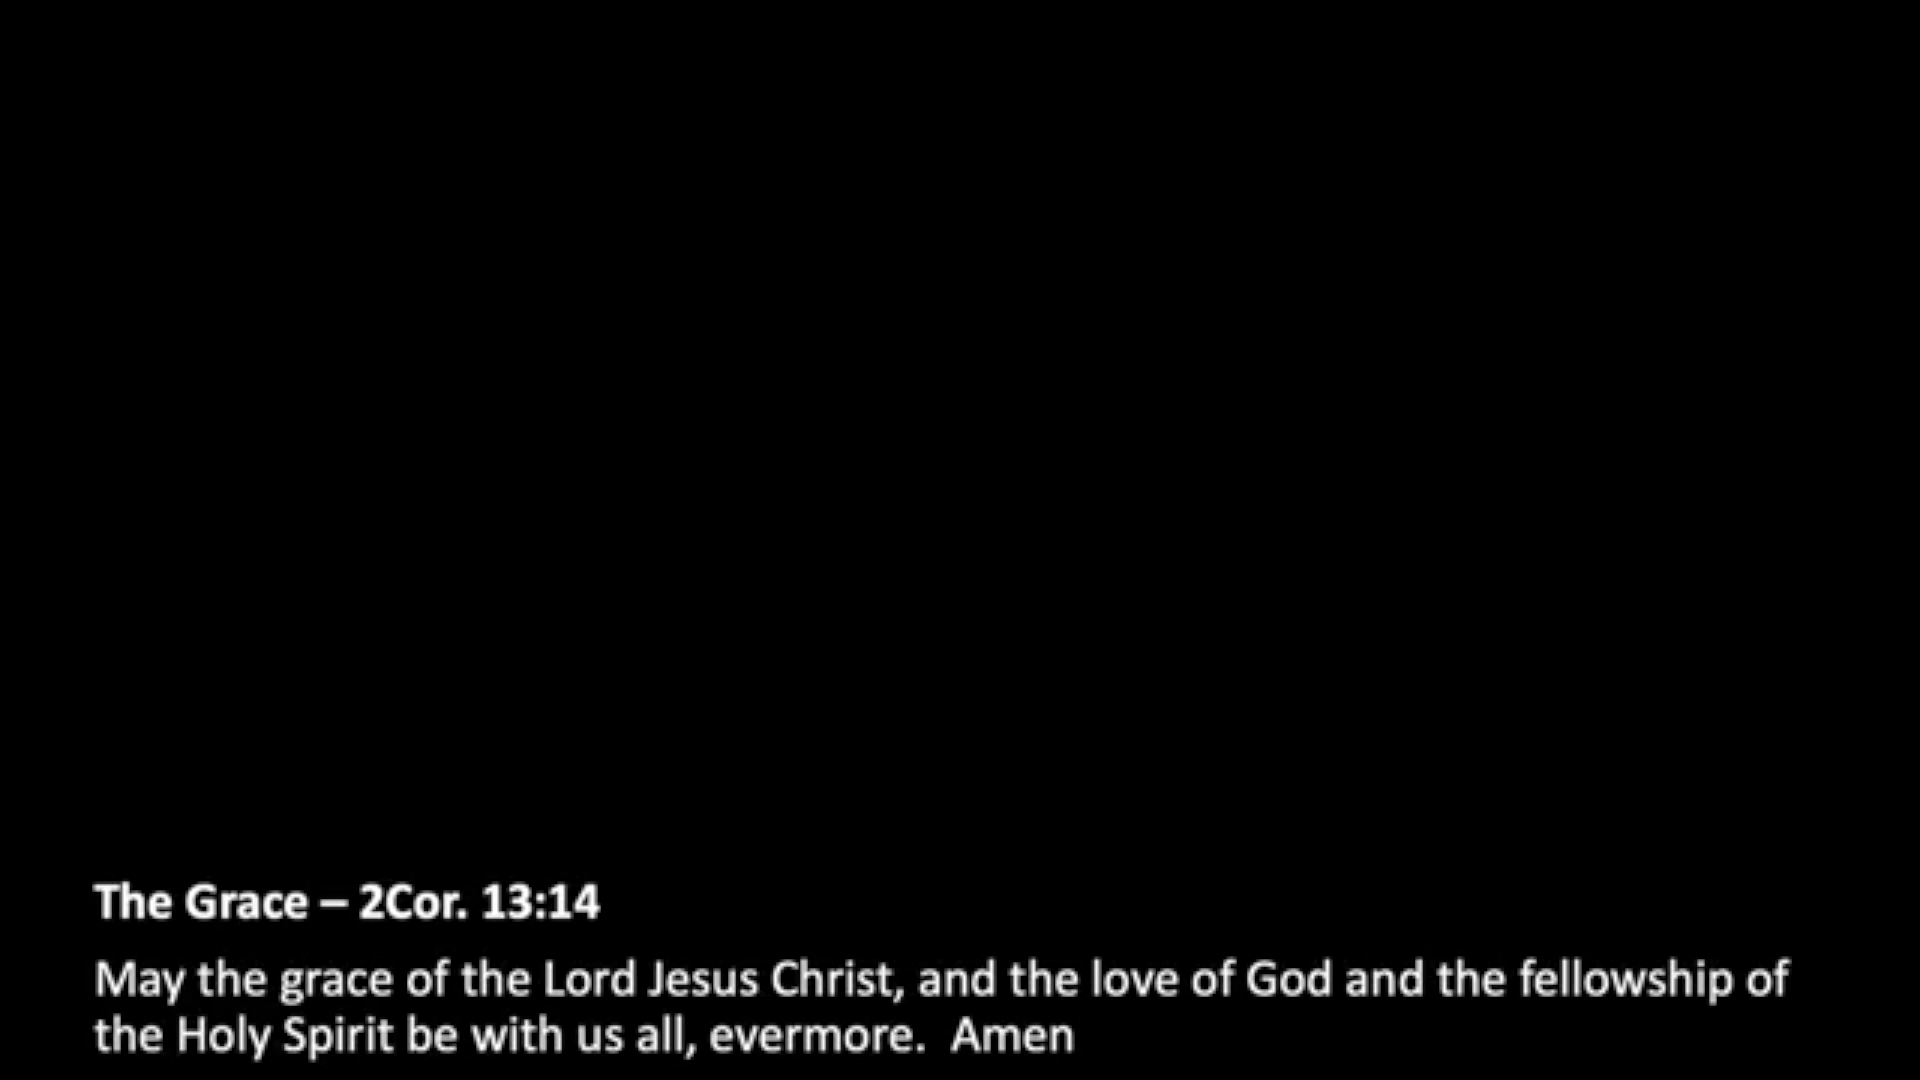 The Grace – 2Cor. 13:14
May the grace of the Lord Jesus Christ, and the love of God and the fellowship of
the Holy Spirit be with us all, evermore.  Amen